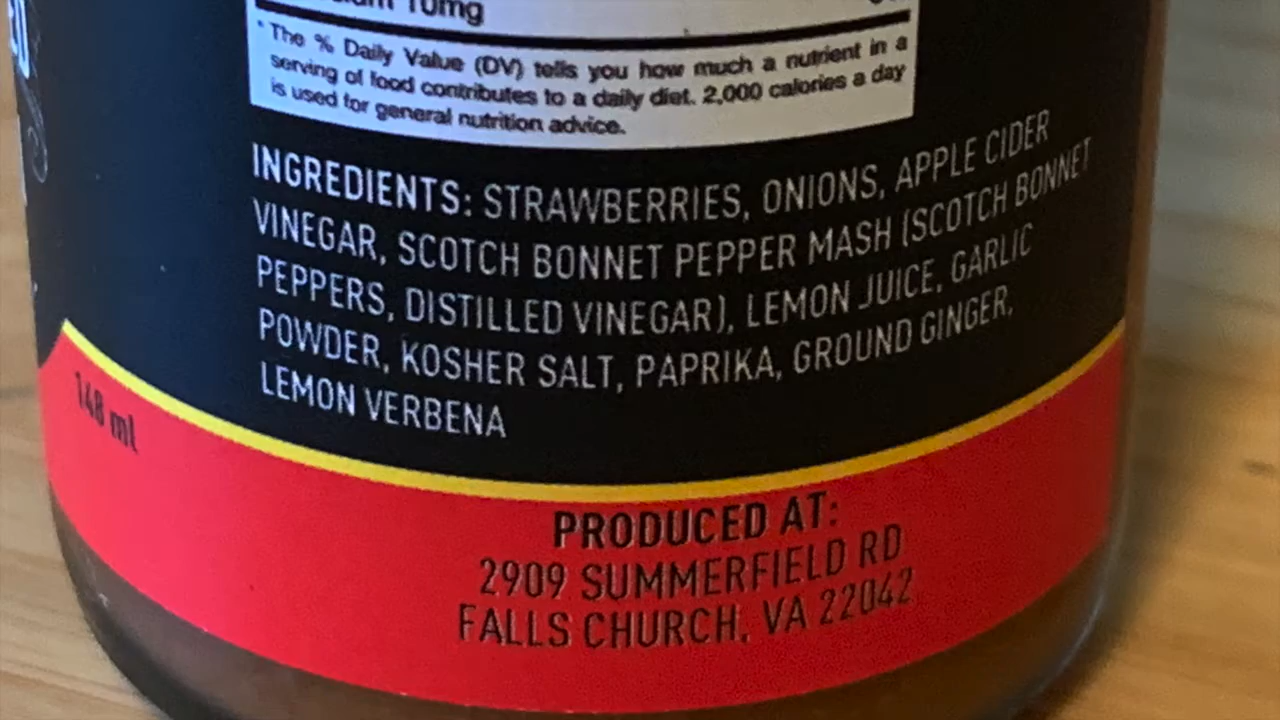 10mg
* The % Daily Value (DV) tells you how much a nutrient in a
serving of food contributes to a daily diet. 2,000 calories a day
is used for general nutrition advice.
INGREDIENTS: STRAWBERRIES, ONIONS, APPLE CIDER
VINEGAR, SCOTCH BONNET PEPPER MASH (SCOTCH BONNET
PEPPERS, DISTILLED VINEGAR), LEMON JUICE, GARLIC
POWDER, KOSHER SALT, PAPRIKA, GROUND GINGER,
LEMON VERBENA
148 ml
PRODUCED AT:
2909 SUMMERFIELD RD
FALLS CHURCH, VA 22042